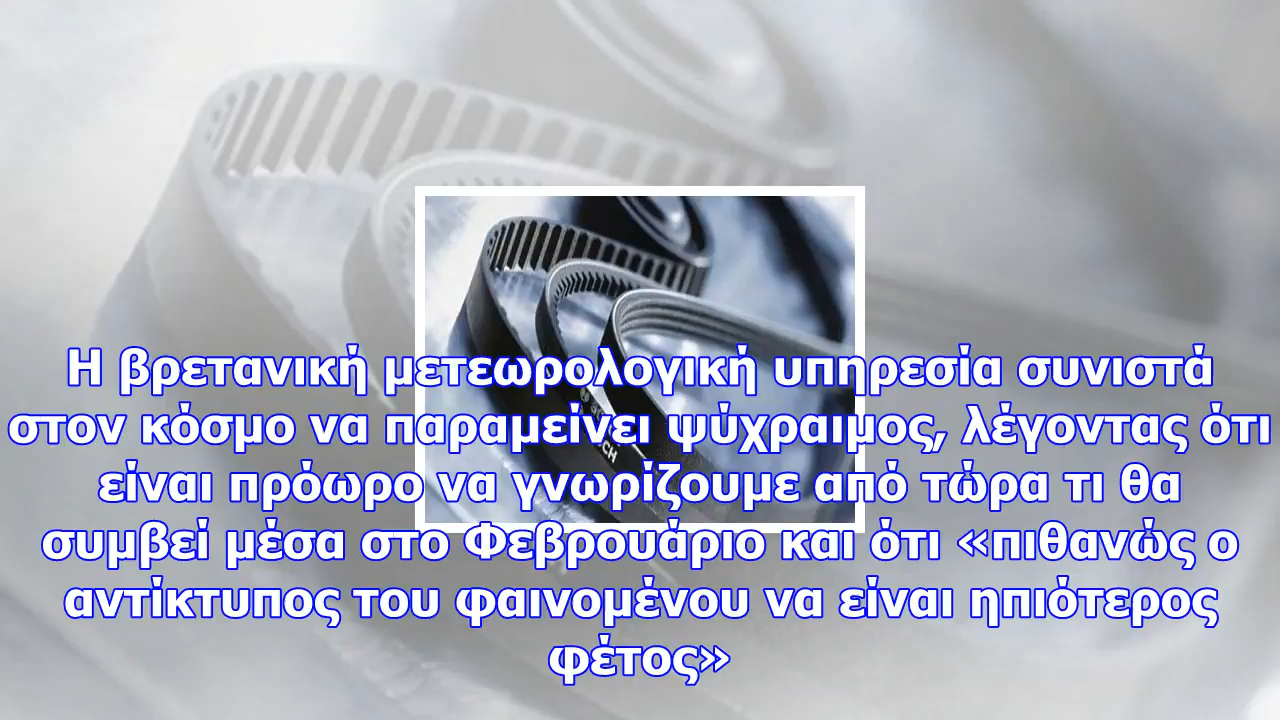 Η βρετανική μετεωρολογική υπηρεσία συνιστά
στον κόσμο να παραμείνει ψύχραιμος, λέγοντας ότι
είναι πρόωρο να γνωρίζουμε από τώρα τι θα
συμβεί μέσα στο Φεβρουάριο και ότι «πιθανώς ο
αντίκτυπος του φαινομένου να είναι ηπιότερος
φέτος»